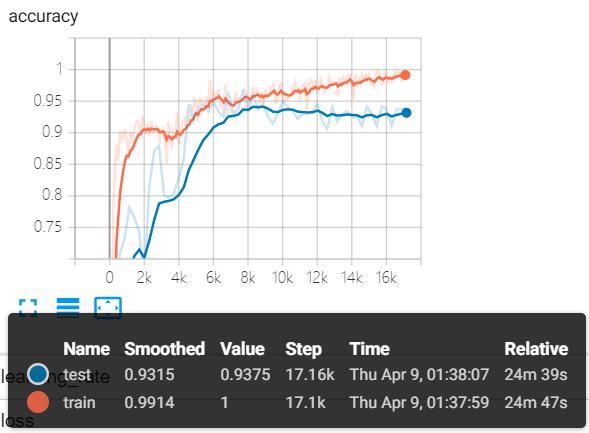 accuracy
1
0.95
0.9
0.85
0.8
0.75
0 2k 4k 6k 8k 10k 12k 14k 16k
Name Smoothed Value Step Time Relative
learning_rate
test 0.9315 0.9375 17.16k Thu Apr 9, 01:38:07 24m 39s
train 0.9914 1 17.1k Thu Apr 9, 01:37:59 24m 47s
loss